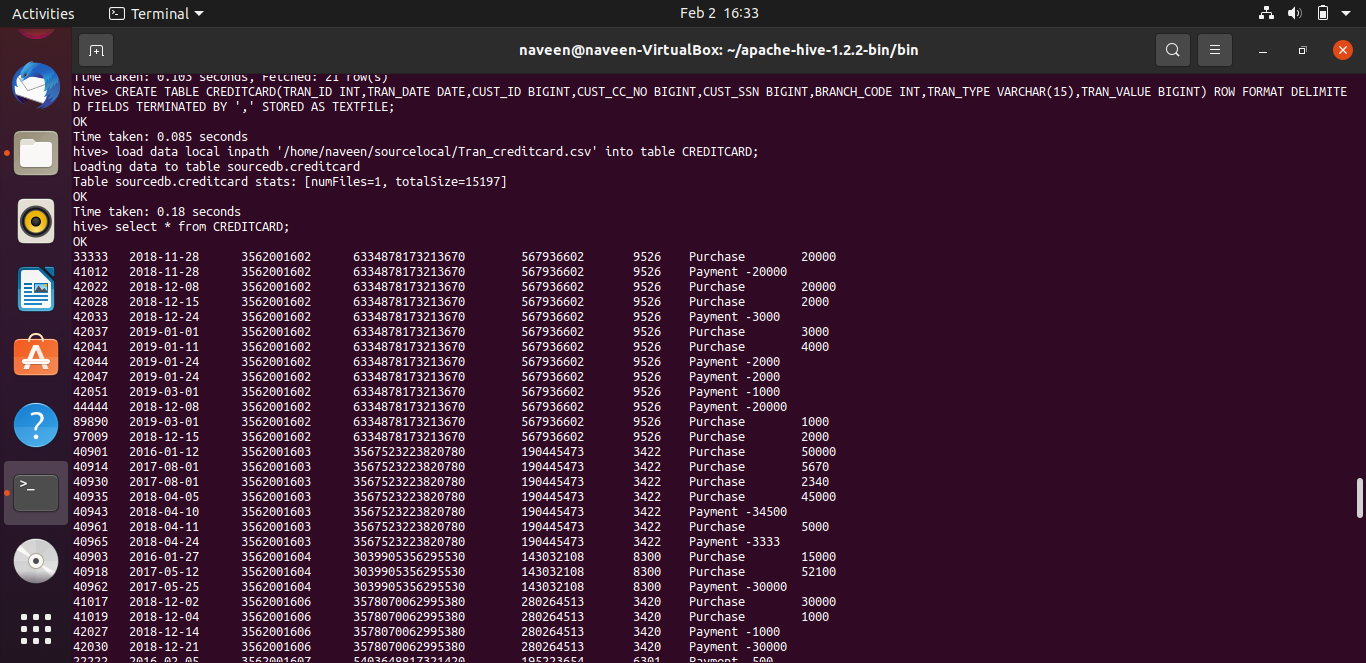 Activities Terminal Feb 2 16:33
naveen@naveen-VirtualBox: ~/apache-hive-1.2.2-bin/bin
Time taken: 0.103 seconds, Fetched: 21 row(s)
hive> CREATE TABLE CREDITCARD(TRAN_ID INT,TRAN_DATE DATE,CUST_ID BIGINT,CUST_CC_NO BIGINT,CUST_SSN BIGINT,BRANCH_CODE INT,TRAN_TYPE VARCHAR(15),TRAN_VALUE BIGINT) ROW FORMAT DELIMITE
D FIELDS TERMINATED BY ',' STORED AS TEXTFILE;
OK
Time taken: 0.085 seconds
hive> load data local inpath '/home/naveen/sourcelocal/Tran_creditcard.csv' into table CREDITCARD;
Loading data to table sourcedb.creditcard
Table sourcedb.creditcard stats: [numFiles=1, totalSize=15197]
OK
Time taken: 0.18 seconds
hive> select * from CREDITCARD;
OK
33333 2018-11-28 3562001602 6334878173213670 567936602 9526 Purchase 20000
41012 2018-11-28 3562001602 6334878173213670 567936602 9526 Payment -20000
42022 2018-12-08 3562001602 6334878173213670 567936602 9526 Purchase 20000
42028 2018-12-15 3562001602 6334878173213670 567936602 9526 Purchase 2000
42033 2018-12-24 3562001602 6334878173213670 567936602 9526 Payment -3000
42037 2019-01-01 3562001602 6334878173213670 567936602 9526 Purchase 3000
42041 2019-01-11 3562001602 6334878173213670 567936602 9526 Purchase 4000
42044 2019-01-24 3562001602 6334878173213670 567936602 9526 Payment -2000
42047 2019-01-24 3562001602 6334878173213670 567936602 9526 Payment -2000
42051 2019-03-01 3562001602 6334878173213670 567936602 9526 Payment -1000
44444 2018-12-08 3562001602 6334878173213670 567936602 9526 Payment -20000
89890 2019-03-01 3562001602 6334878173213670 567936602 9526 Purchase 1000
97009 2018-12-15 3562001602 6334878173213670 567936602 9526 Purchase 2000
40901 2016-01-12 3562001603 3567523223820780 190445473 3422 Purchase 50000
40914 2017-08-01 3562001603 3567523223820780 190445473 3422 Purchase 5670
40930 2017-08-01 3562001603 3567523223820780 190445473 3422 Purchase 2340
40935 2018-04-05 3562001603 3567523223820780 190445473 3422 Purchase 45000
40943 2018-04-10 3562001603 3567523223820780 190445473 3422 Payment -34500
40961 2018-04-11 3562001603 3567523223820780 190445473 3422 Purchase 5000
40965 2018-04-24 3562001603 3567523223820780 190445473 3422 Payment -3333
40903 2016-01-27 3562001604 3039905356295530 143032108 8300 Purchase 15000
40918 2017-05-12 3562001604 3039905356295530 143032108 8300 Purchase 52100
40962 2017-05-25 3562001604 3039905356295530 143032108 8300 Payment -30000
41017 2018-12-02 3562001606 3578070062995380 280264513 3420 Purchase 30000
41019 2018-12-04 3562001606 3578070062995380 280264513 3420 Purchase 1000
42027 2018-12-14 3562001606 3578070062995380 280264513 3420 Payment -1000
42030 2018-12-21 3562001606 3578070062995380 280264513 3420 Payment -30000
22222 2016-02-05 3562001607 5403648817321420 195223654 6301 Payment -500